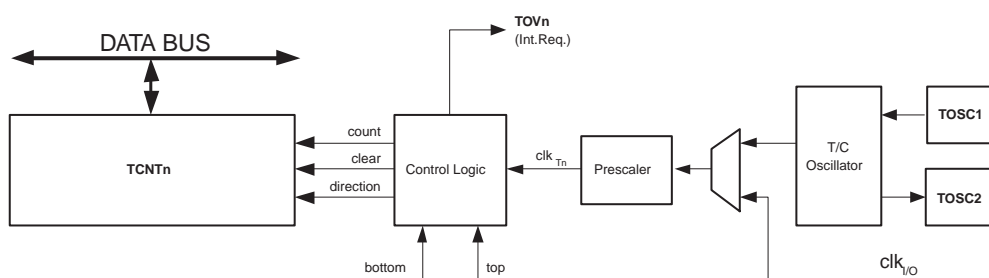 TOVn
(Int.Req.)
DATA BUS
TCNTn
count
clear
direction
Control Logic
clk Tn
Prescaler
T/C
Oscillator
TOSC1
TOSC2
bottom
top
clk I/O